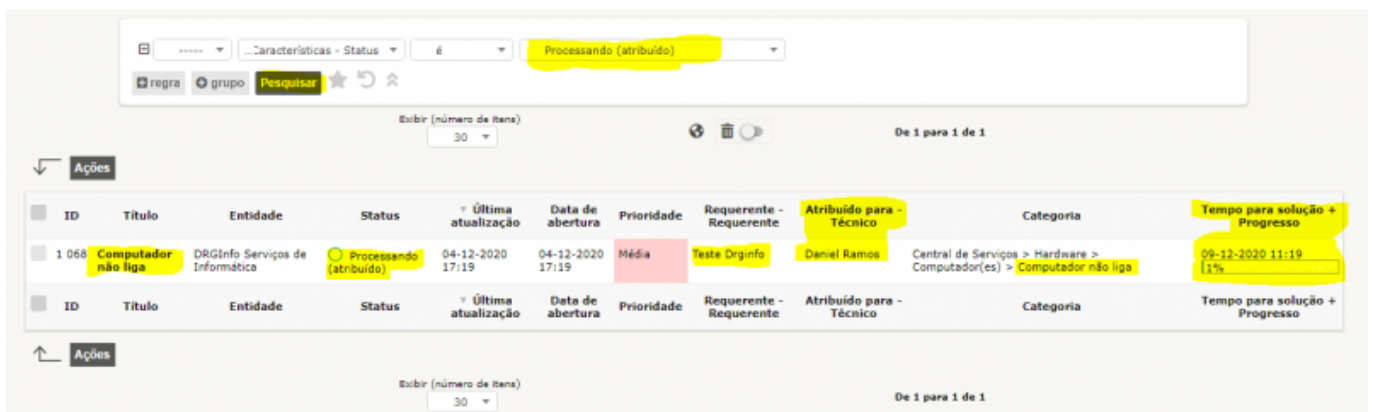 ----- ...Características - Status é Processando (atribuído)
regra grupo Pesquisar
Exibir (número de itens)
30 De 1 para 1 de 1
Ações
ID Título Entidade Status Última atualização Data de abertura Prioridade Requerente - Requerente Atribuído para - Técnico Categoria Tempo para solução + Progresso
1 068 Computador não liga DRGInfo Serviços de Informática Processando (atribuído) 04-12-2020 17:19 04-12-2020 17:19 Média Teste Drginfo Daniel Ramos Central de Serviços > Hardware > Computador(es) > Computador não liga 09-12-2020 11:19 1%
ID Título Entidade Status Última atualização Data de abertura Prioridade Requerente - Requerente Atribuído para - Técnico Categoria Tempo para solução + Progresso
Ações
Exibir (número de itens)
30 De 1 para 1 de 1